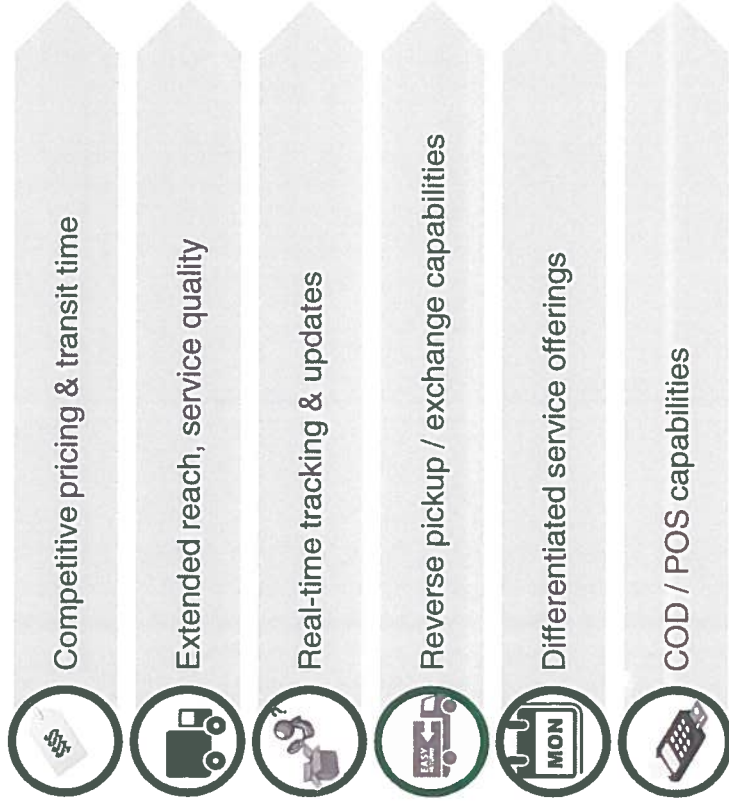 Competitive pricing & transit time
Extended reach, service quality
Real-time tracking & updates
Reverse pickup / exchange capabilities
EASY
Differentiated service offerings
MON
COD / POS capabilities